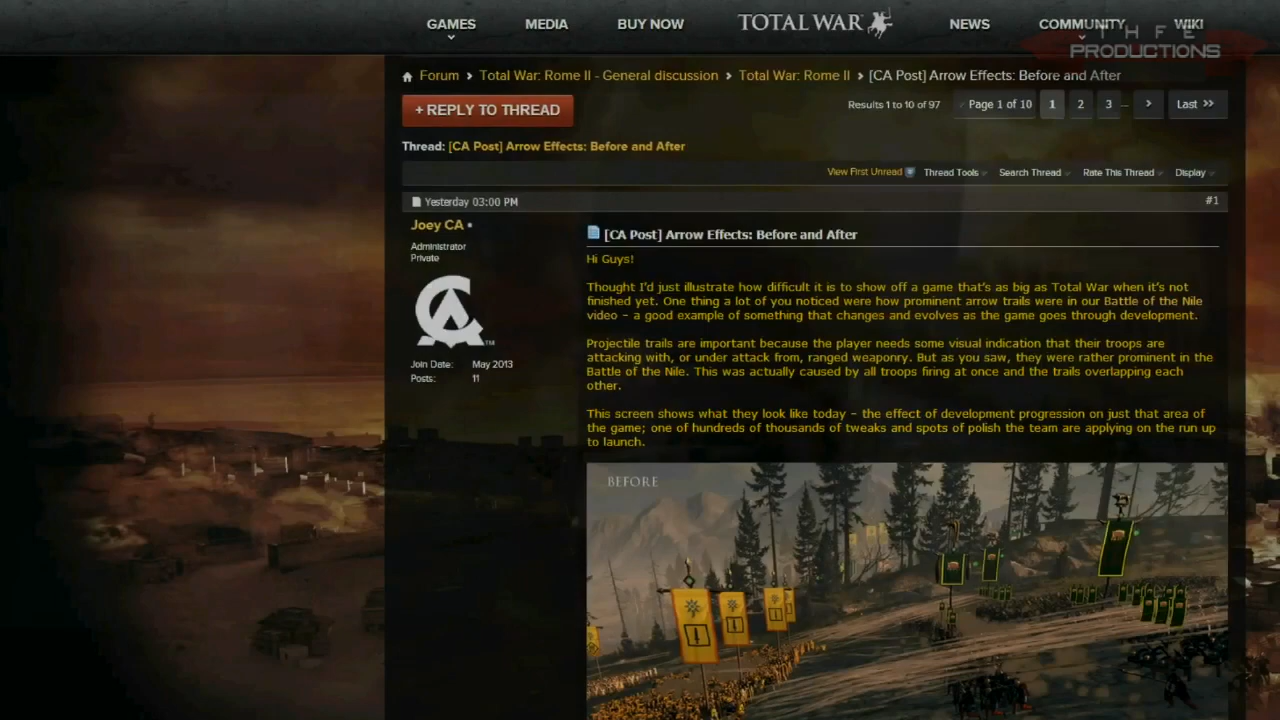 GAMES MEDIA BUY NOW TOTAL WAR NEWS COMMUNITY WIKI
THFE
PRODUCTIONS
Forum > Total War: Rome II - General discussion > Total War: Rome II > [CA Post] Arrow Effects: Before and After
+ REPLY TO THREAD
Results 1 to 10 of 97 Page 1 of 10 1 2 3 ... > Last >>
Thread: [CA Post] Arrow Effects: Before and After
View First Unread Thread Tools Search Thread Rate This Thread Display
Yesterday 03:00 PM #1
Joey CA
Administrator
Private
CA
TM
Join Date: May 2013
Posts: 11
[CA Post] Arrow Effects: Before and After
Hi Guys!
Thought I'd just illustrate how difficult it is to show off a game that's as big as Total War when it's not
finished yet. One thing a lot of you noticed were how prominent arrow trails were in our Battle of the Nile
video – a good example of something that changes and evolves as the game goes through development.
Projectile trails are important because the player needs some visual indication that their troops are
attacking with, or under attack from, ranged weaponry. But as you saw, they were rather prominent in the
Battle of the Nile. This was actually caused by all troops firing at once and the trails overlapping each
other.
This screen shows what they look like today – the effect of development progression on just that area of
the game; one of hundreds of thousands of tweaks and spots of polish the team are applying on the run up
to launch.
BEFORE